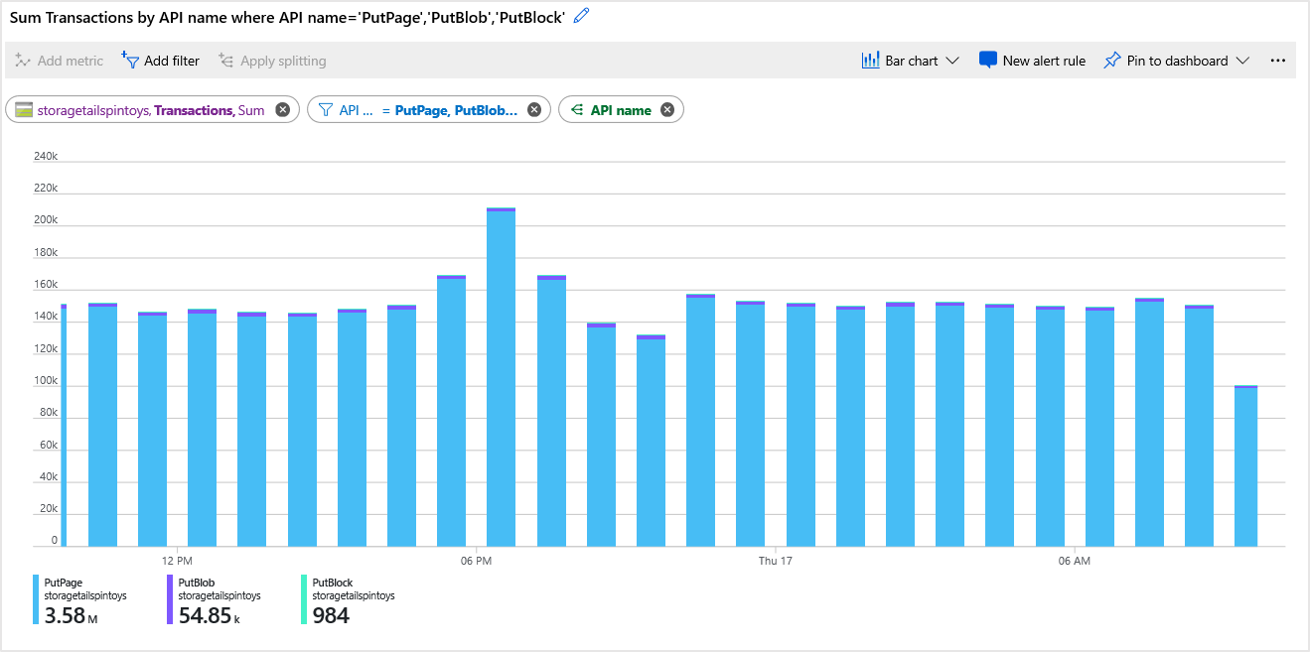 Sum Transactions by API name where API name='PutPage','PutBlob','PutBlock'
Add metric Add filter Apply splitting Bar chart New alert rule Pin to dashboard ...
storagetailspintoys, Transactions, Sum API ... = PutPage, PutBlob... API name
240k
220k
200k
180k
160k
140k
120k
100k
80k
60k
40k
20k
0
12 PM 06 PM Thu 17 06 AM
PutPage PutBlob PutBlock
storagetailspintoys storagetailspintoys storagetailspintoys
3.58 M 54.85 k 984